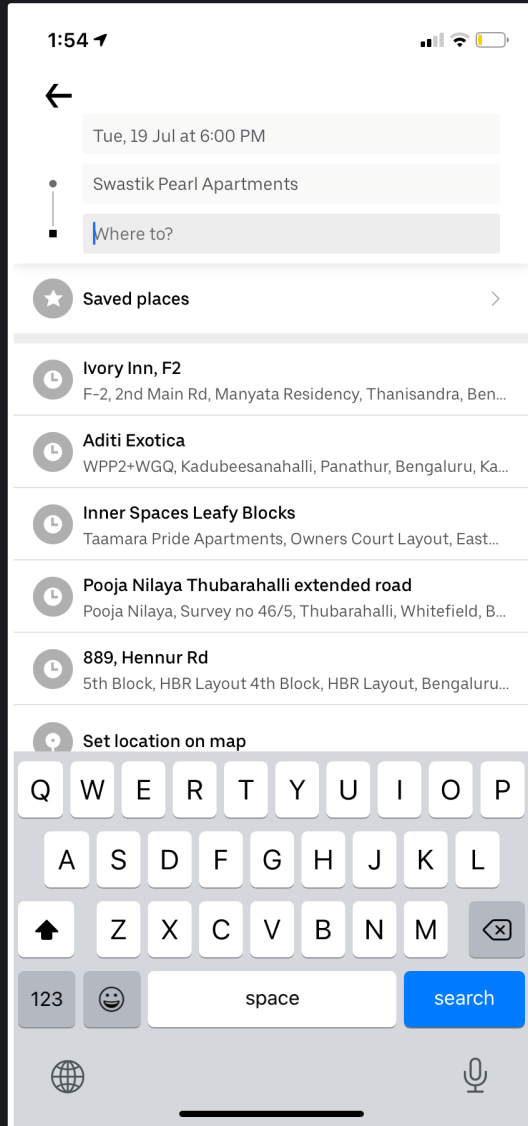 1:54
Tue, 19 Jul at 6:00 PM
Swastik Pearl Apartments
Where to?
Saved places
Ivory Inn, F2
F-2, 2nd Main Rd, Manyata Residency, Thanisandra, Ben...
Aditi Exotica
WPP2+WGQ, Kadubeesanahalli, Panathur, Bengaluru, Ka...
Inner Spaces Leafy Blocks
Taamara Pride Apartments, Owners Court Layout, East...
Pooja Nilaya Thubarahalli extended road
Pooja Nilaya, Survey no 46/5, Thubarahalli, Whitefield, B...
889, Hennur Rd
5th Block, HBR Layout 4th Block, HBR Layout, Bengaluru...
Set location on map
Q W E R T Y U I O P
A S D F G H J K L
Z X C V B N M
123 space search